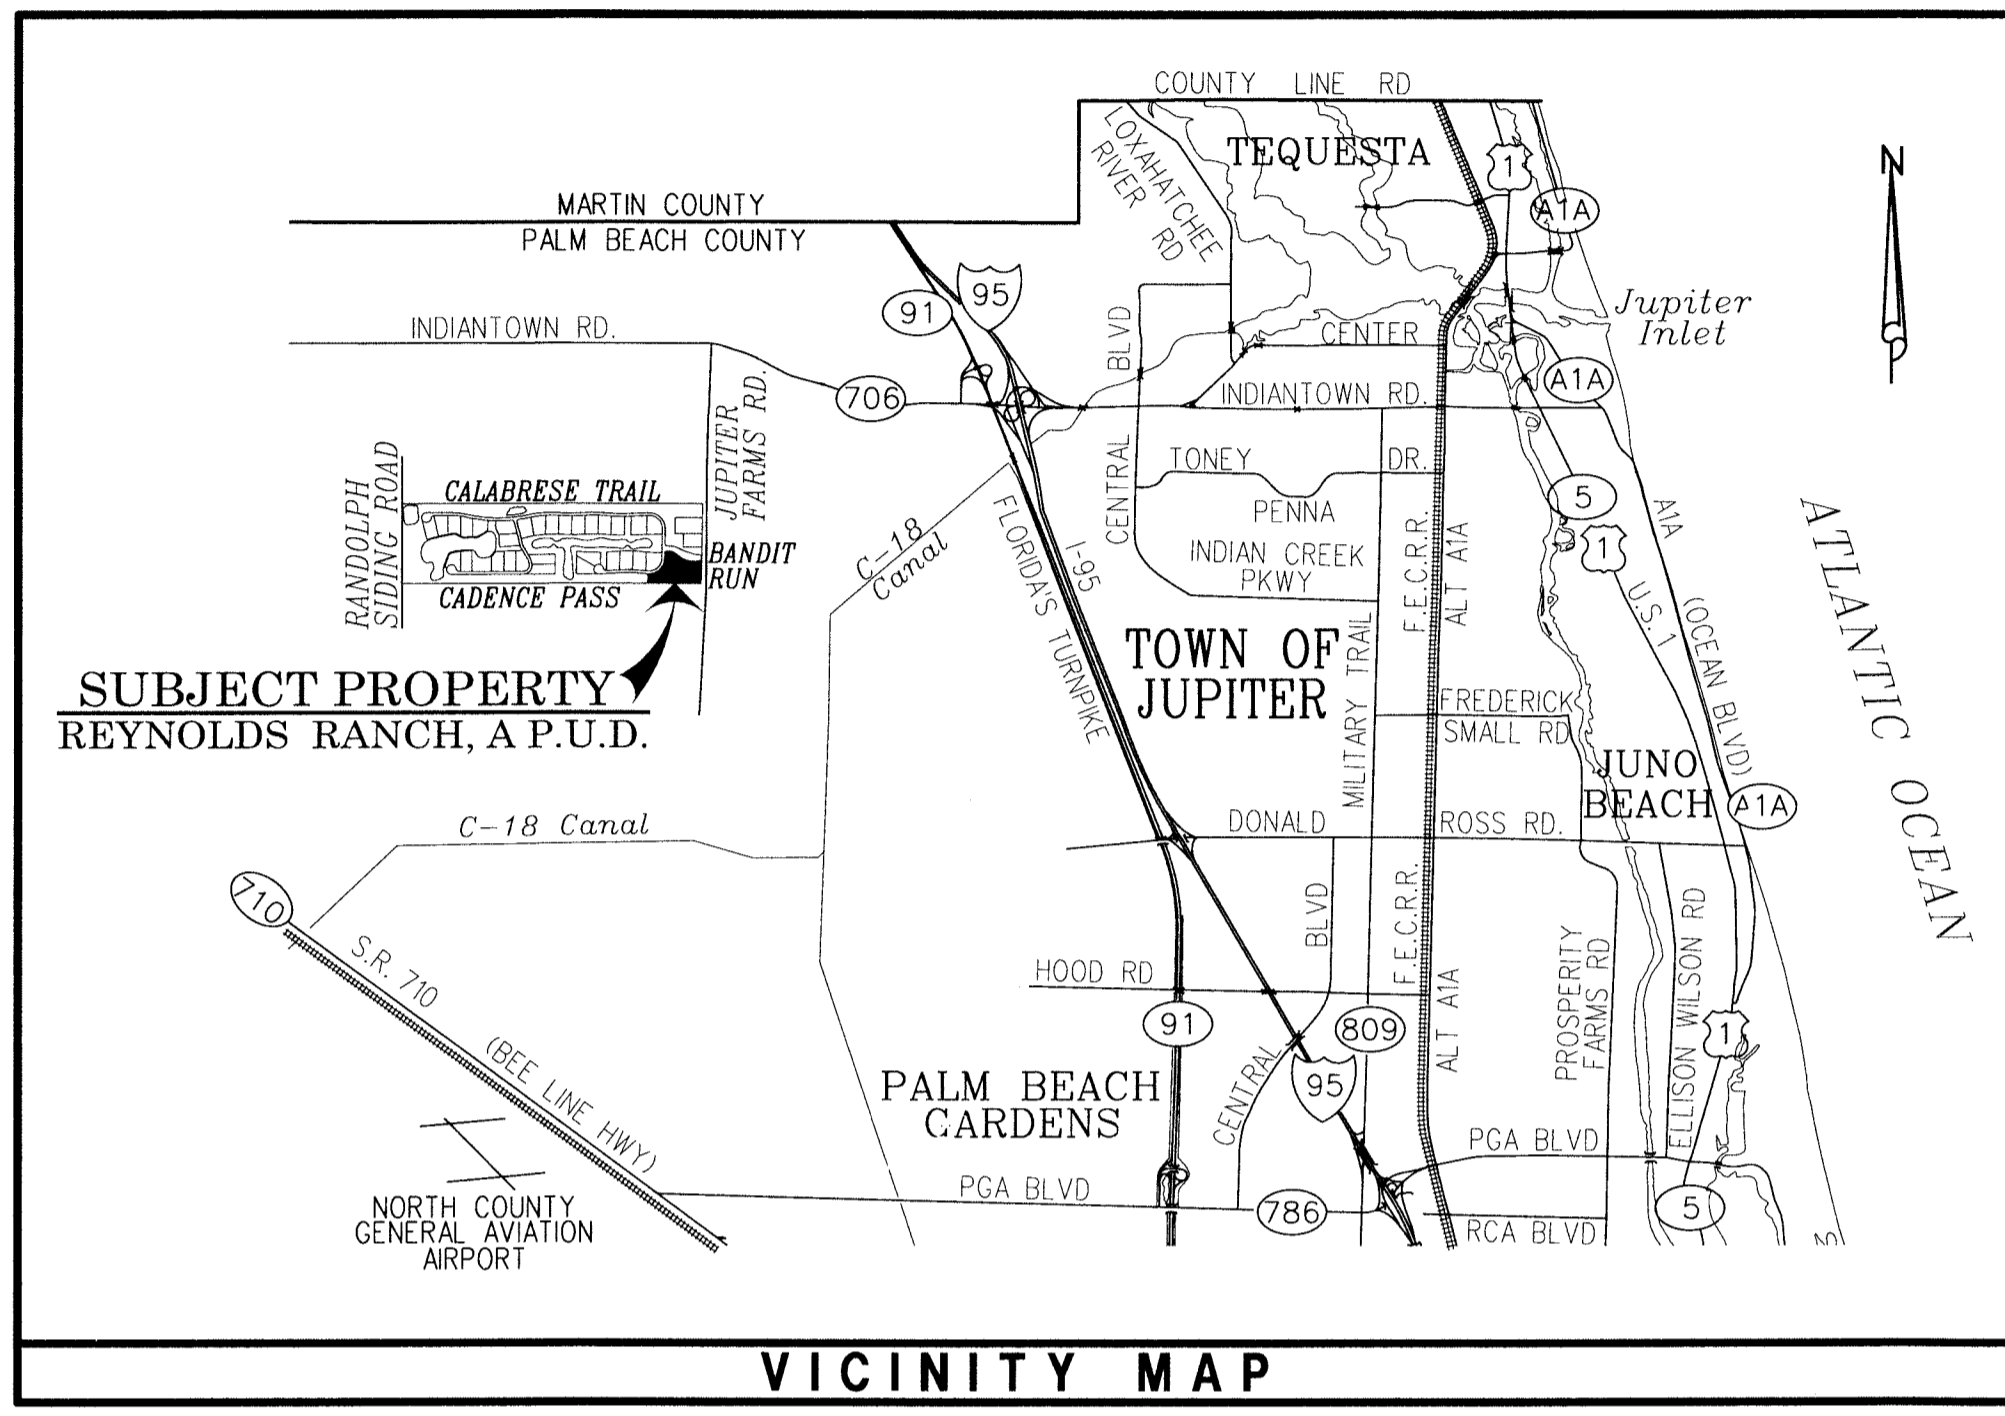 COUNTY LINE RD
LOXAHATCHEE
RIVER
RD
TEQUESTA
1
A1A
N
MARTIN COUNTY
PALM BEACH COUNTY
95
91
INDIANTOWN RD.
Jupiter
Inlet
CENTER
BLVD
A1A
706
INDIANTOWN RD.
JUPITER
FARMS RD.
RANDOLPH
SIDING ROAD
CALABRESE TRAIL
BANDIT
RUN
CADENCE PASS
SUBJECT PROPERTY
REYNOLDS RANCH, A P.U.D.
CENTRAL
TONEY
DR.
PENNA
INDIAN CREEK
PKWY
5
1
A1A
(OCEAN BLVD)
U.S. 1
ATLANTIC OCEAN
C-18
Canal
FLORIDA'S TURNPIKE
I-95
F.E.C.R.R.
ALT A1A
TOWN OF
JUPITER
MILITARY TRAIL
FREDERICK
SMALL RD
JUNO
BEACH
A1A
C-18 Canal
DONALD
ROSS RD.
710
S.R. 710
(BEE LINE HWY)
BLVD
F.E.C.R.R.
HOOD RD
91
809
ALT A1A
PROSPERITY
FARMS RD
ELLISON WILSON RD
1
CENTRAL
95
PALM BEACH
GARDENS
PGA BLVD
PGA BLVD
786
5
RCA BLVD
NORTH COUNTY
GENERAL AVIATION
AIRPORT
VICINITY MAP